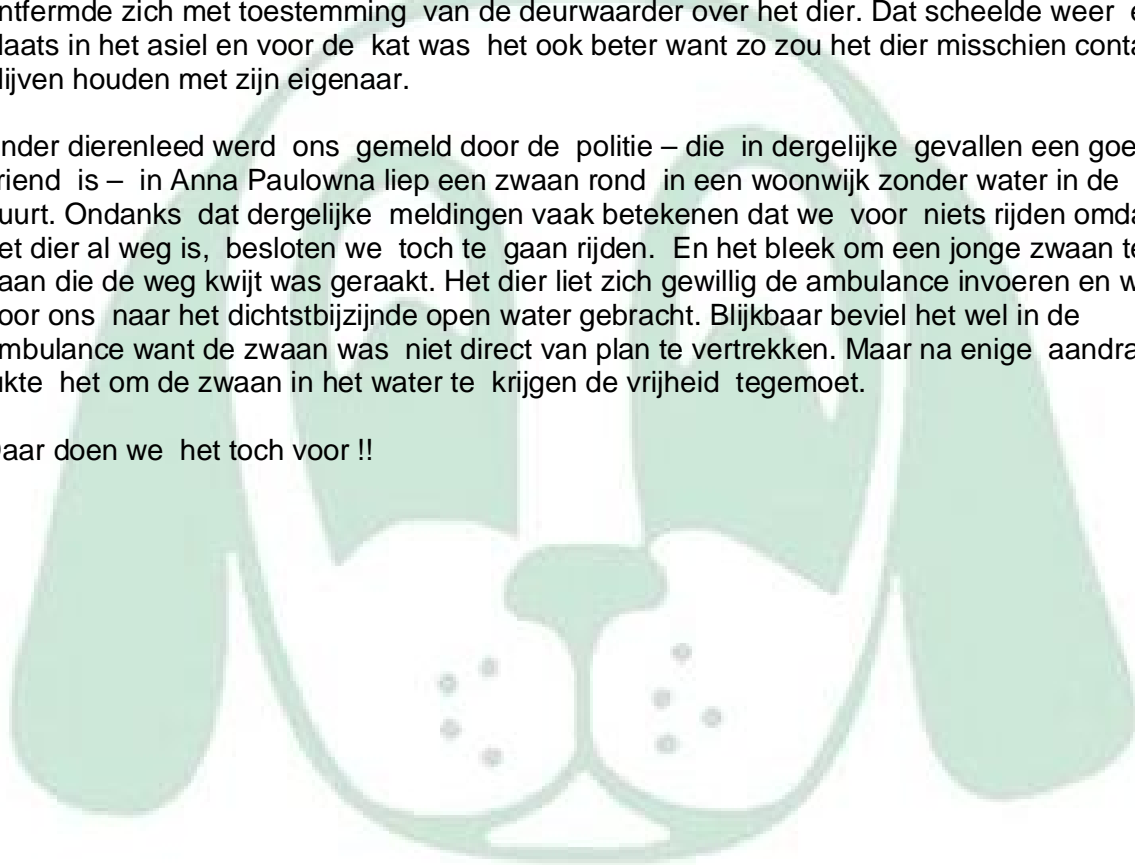 ntfermde zich met toestemming van de deurwaarder over het dier. Dat scheelde weer e
laats in het asiel en voor de kat was het ook beter want zo zou het dier misschien conta
lijven houden met zijn eigenaar.
nder dierenleed werd ons gemeld door de politie – die in dergelijke gevallen een goe
riend is – in Anna Paulowna liep een zwaan rond in een woonwijk zonder water in de
uurt. Ondanks dat dergelijke meldingen vaak betekenen dat we voor niets rijden omda
et dier al weg is, besloten we toch te gaan rijden. En het bleek om een jonge zwaan te
aan die de weg kwijt was geraakt. Het dier liet zich gewillig de ambulance invoeren en w
oor ons naar het dichtstbijzijnde open water gebracht. Blijkbaar beviel het wel in de
mbulance want de zwaan was niet direct van plan te vertrekken. Maar na enige aandra
ukte het om de zwaan in het water te krijgen de vrijheid tegemoet.
aar doen we het toch voor !!